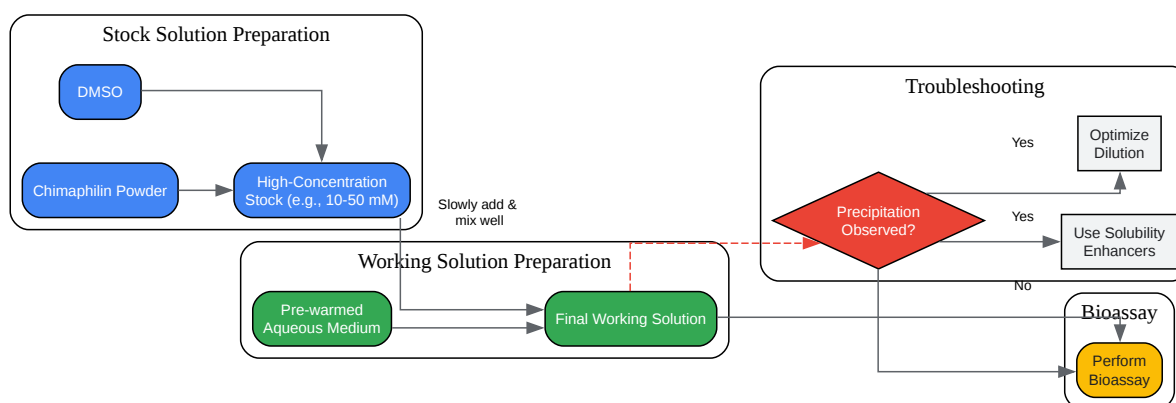 Stock Solution Preparation
DMSO
Chimaphilin Powder
High-Concentration
Stock (e.g., 10-50 mM)
Slowly add &
mix well
Working Solution Preparation
Pre-warmed
Aqueous Medium
Final Working Solution
Troubleshooting
Precipitation
Observed?
Yes
Optimize
Dilution
Yes
Use Solubility
Enhancers
No
Bioassay
Perform
Bioassay